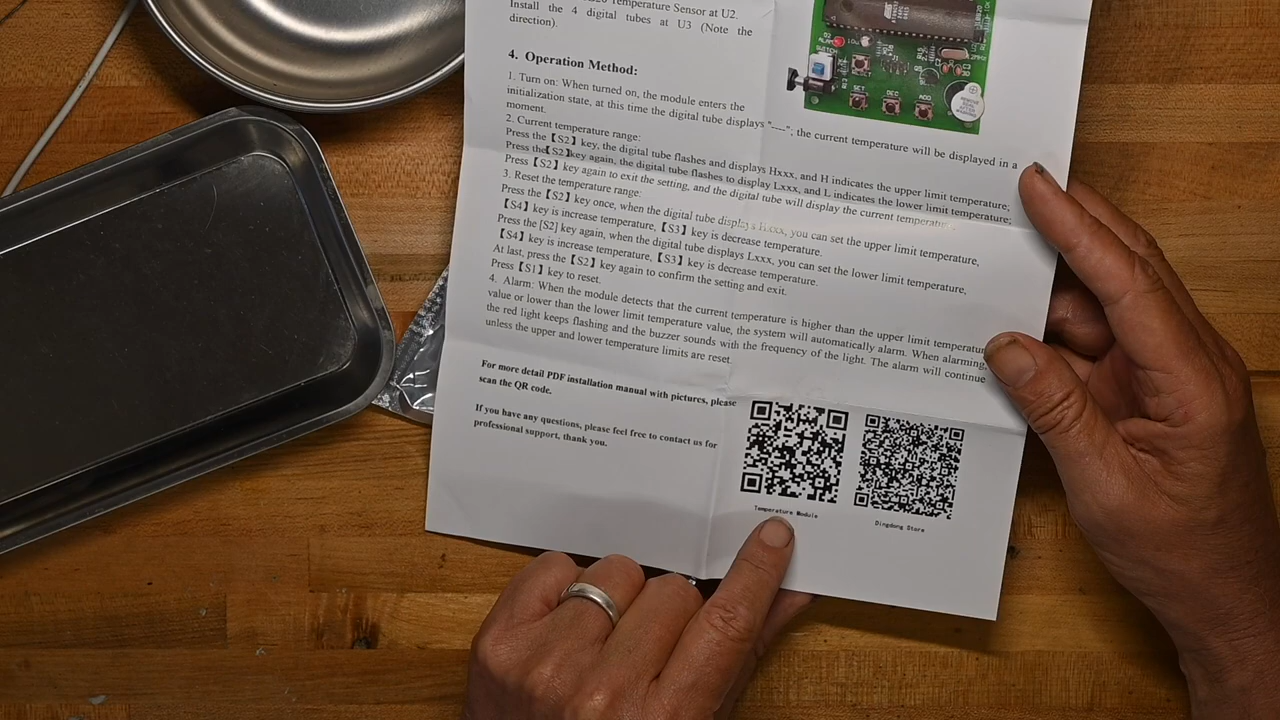 Temperature Sensor at U2.
Install the 4 digital tubes at U3 (Note the
direction).
4. Operation Method:
1. Turn on: When turned on, the module enters the
initialization state, at this time the digital tube displays "----"; the current temperature will be displayed in a
moment.
2. Current temperature range:
Press the【S2】key, the digital tube flashes and displays Hxxx, and H indicates the upper limit temperature;
Press the【S2】key again, the digital tube flashes to display Lxxx, and L indicates the lower limit temperature;
Press【S2】key again to exit the setting, and the digital tube will display the current temperature.
3. Reset the temperature range:
Press the【S2】key once, when the digital tube displays Hxxx, you can set the upper limit temperature,
【S4】key is increase temperature,【S3】key is decrease temperature.
Press the [S2] key again, when the digital tube displays Lxxx, you can set the lower limit temperature,
【S4】key is increase temperature,【S3】key is decrease temperature.
At last, press the【S2】key again to confirm the setting and exit.
Press【S1】key to reset.
4. Alarm: When the module detects that the current temperature is higher than the upper limit temperature
value or lower than the lower limit temperature value, the system will automatically alarm. When alarming,
the red light keeps flashing and the buzzer sounds with the frequency of the light. The alarm will continue
unless the upper and lower temperature limits are reset.
For more detail PDF installation manual with pictures, please
scan the QR code.
If you have any questions, please feel free to contact us for
professional support, thank you.
Temperature Module
Dingdong Store
SWITCH
SET
DEC
ADD